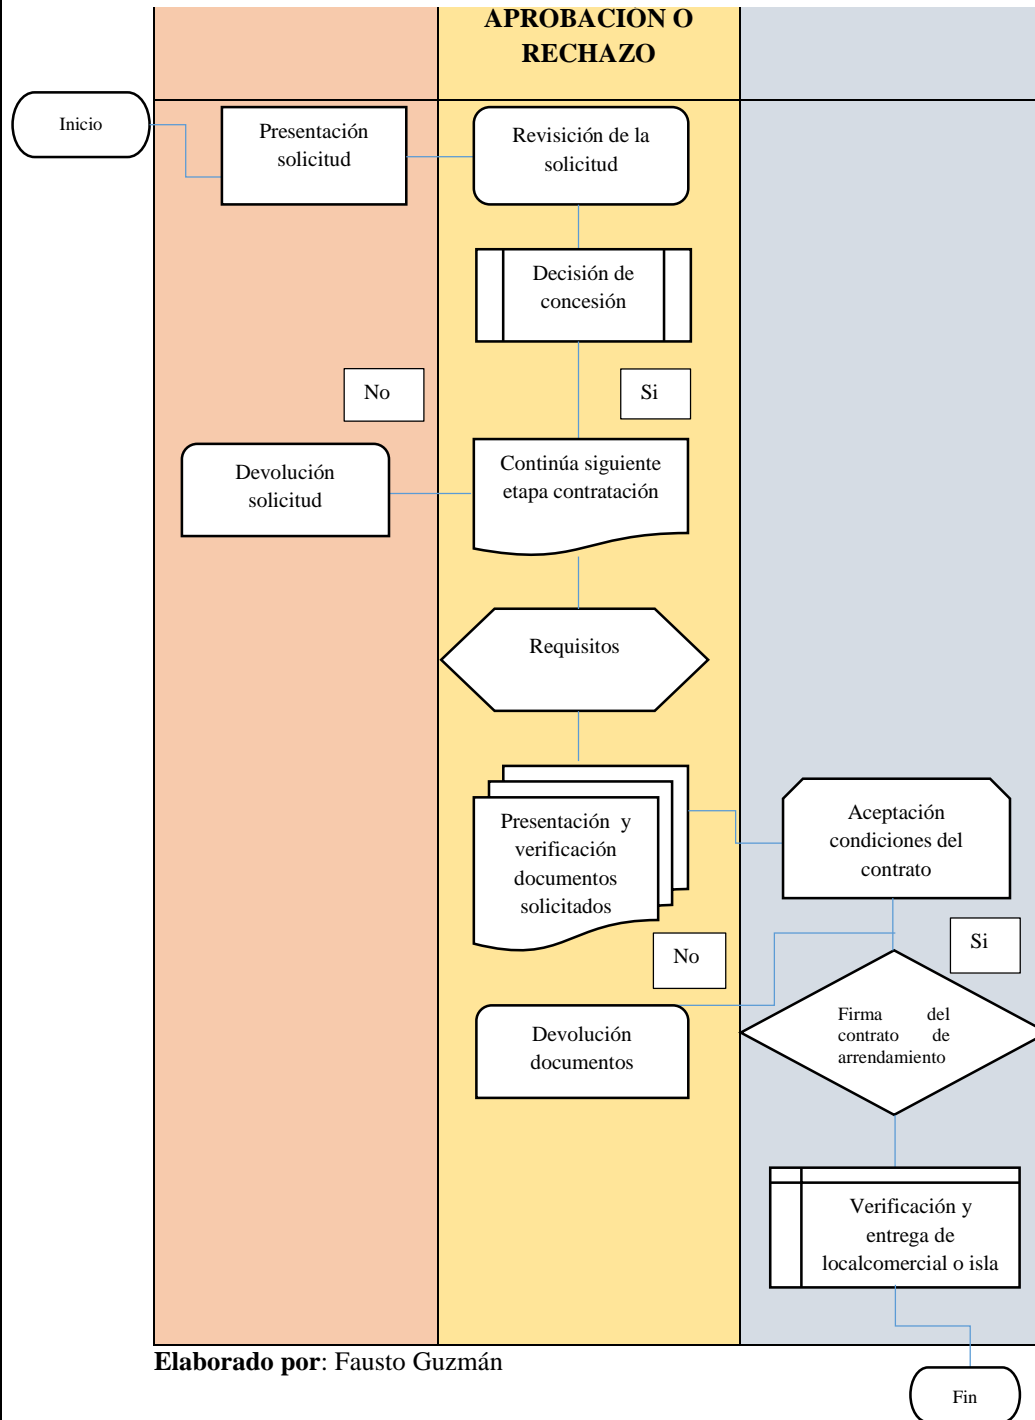 APROBACIÓN O
RECHAZO
Inicio
Presentación
solicitud
Revisición de la
solicitud
Decisión de
concesión
No
Si
Devolución
solicitud
Continúa siguiente
etapa contratación
Requisitos
Presentación y
verificación
documentos
solicitados
Aceptación
condiciones del
contrato
No
Si
Devolución
documentos
Firma del
contrato de
arrendamiento
Verificación y
entrega de
localcomercial o isla
Elaborado por: Fausto Guzmán
Fin